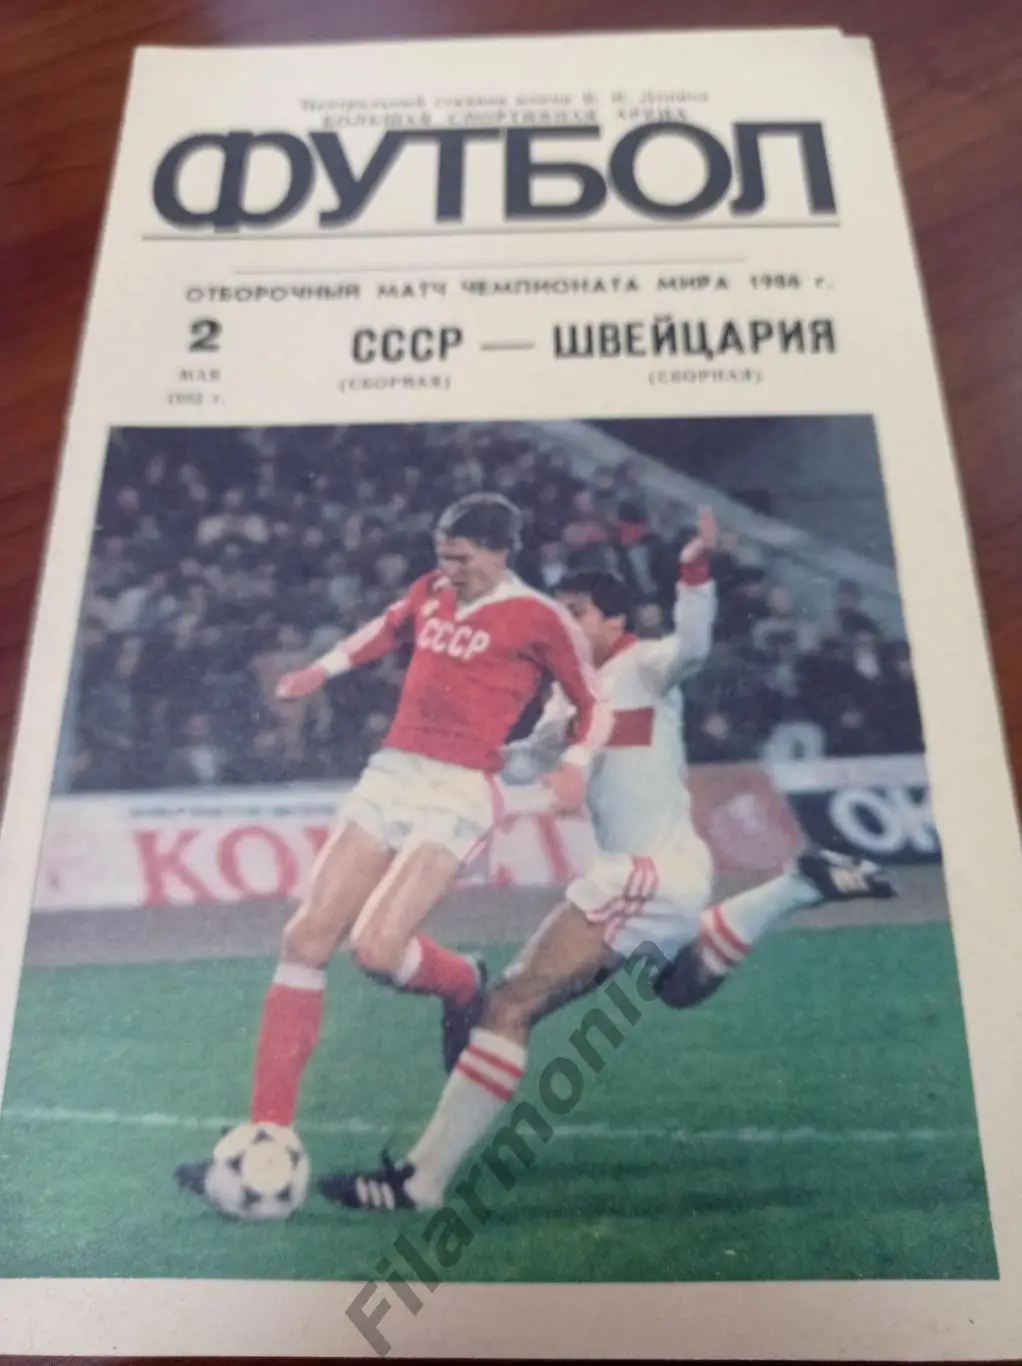 Центральный стадион имени В. И. Ленина
БОЛЬШАЯ СПОРТИВНАЯ АРЕНА
ФУТБОЛ
ОТБОРОЧНЫЙ МАТЧ ЧЕМПИОНАТА МИРА 1986 г.
2 СССР — ШВЕЙЦАРИЯ
МАЯ (СБОРНАЯ) (СБОРНАЯ)
г.
СССР
ОК
Filarmonia